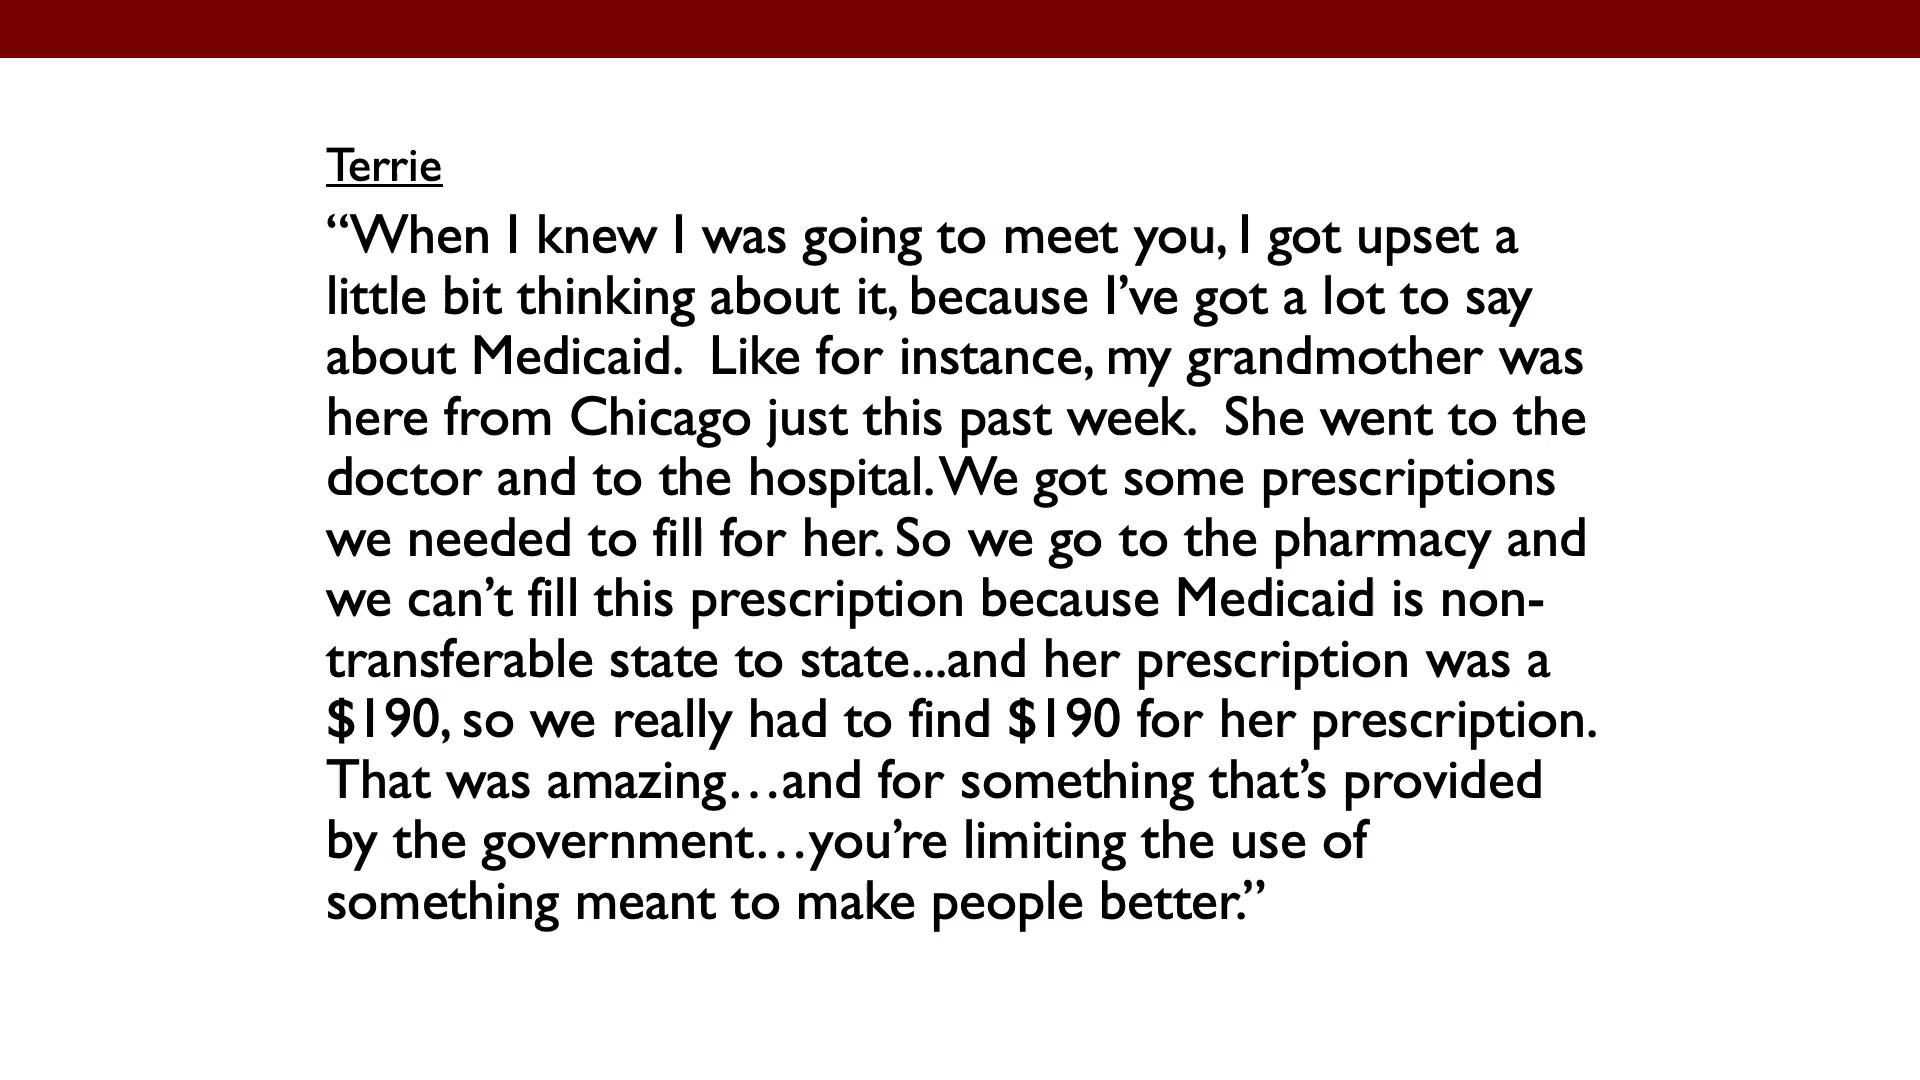 Terrie
“When I knew I was going to meet you, I got upset a
little bit thinking about it, because I’ve got a lot to say
about Medicaid.  Like for instance, my grandmother was
here from Chicago just this past week.  She went to the
doctor and to the hospital. We got some prescriptions
we needed to fill for her. So we go to the pharmacy and
we can’t fill this prescription because Medicaid is non-
transferable state to state...and her prescription was a
$190, so we really had to find $190 for her prescription.
That was amazing…and for something that’s provided
by the government…you’re limiting the use of
something meant to make people better.”